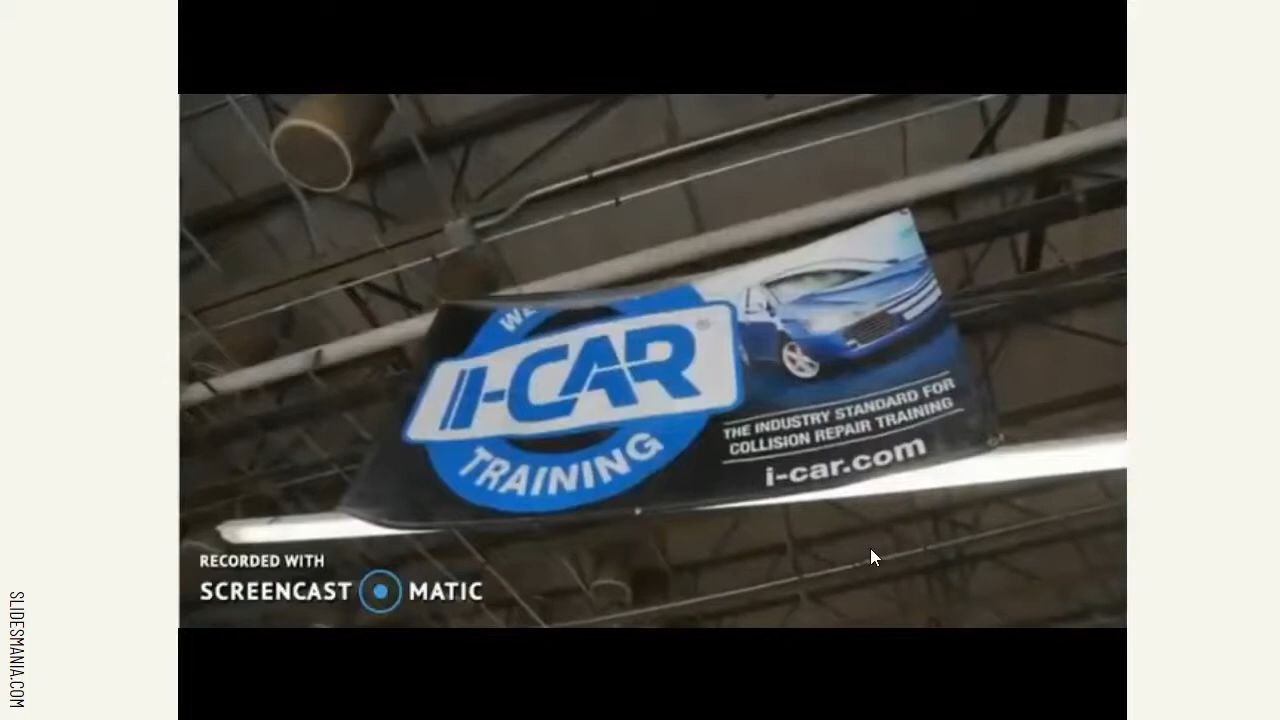 I-CAR
®
TRAINING
THE INDUSTRY STANDARD FOR
COLLISION REPAIR TRAINING
i-car.com
RECORDED WITH
SCREENCAST MATIC
SLIDESMANIA.COM